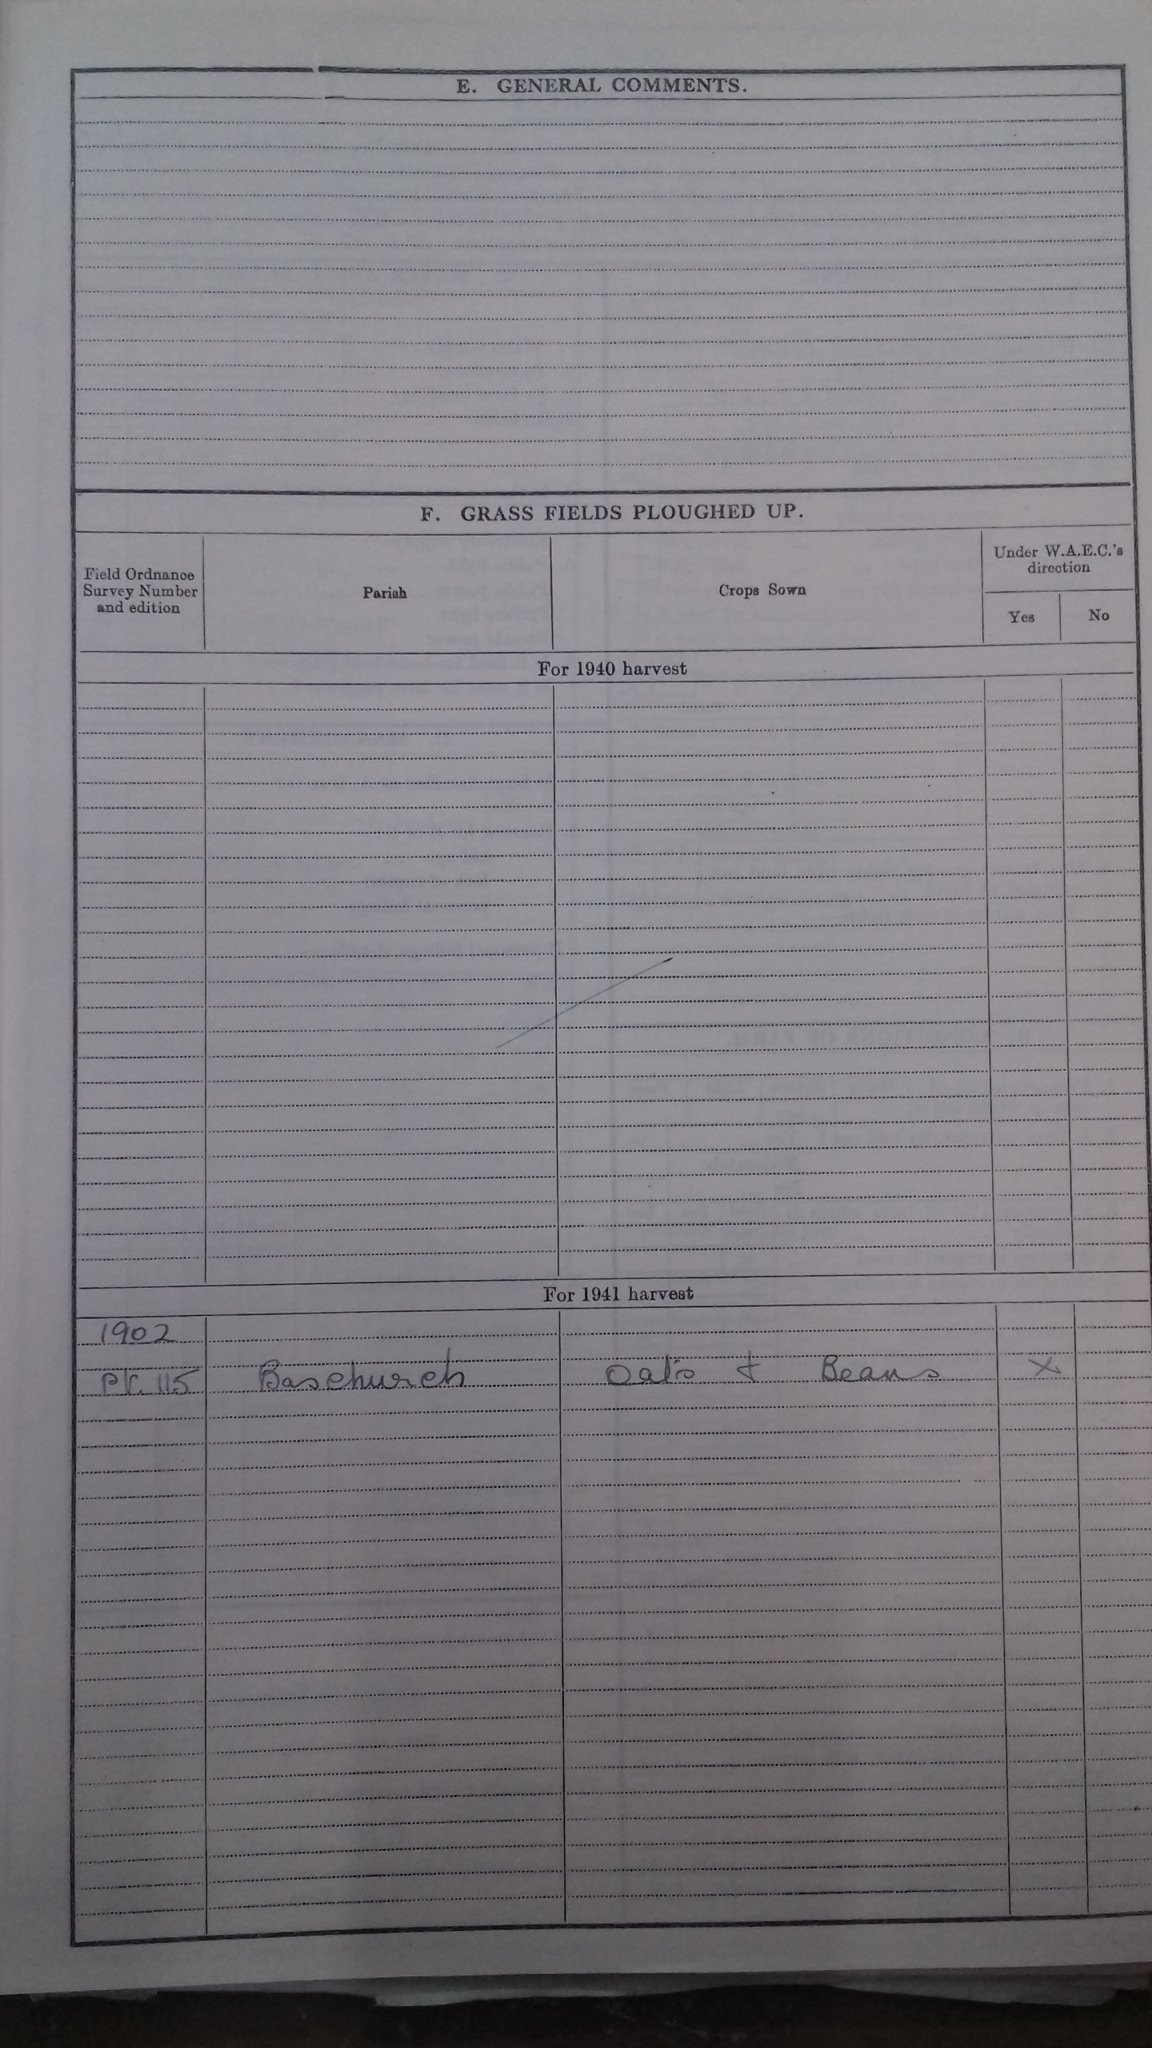 E. GENERAL COMMENTS.
F. GRASS FIELDS PLOUGHED UP.
Field Ordnance
Survey Number
and edition
Parish
Crops Sown
Under W.A.E.C.'s
direction
Yes
No
For 1940 harvest
For 1941 harvest
1902
Pt. 115 Baschurch Oats + Beans X